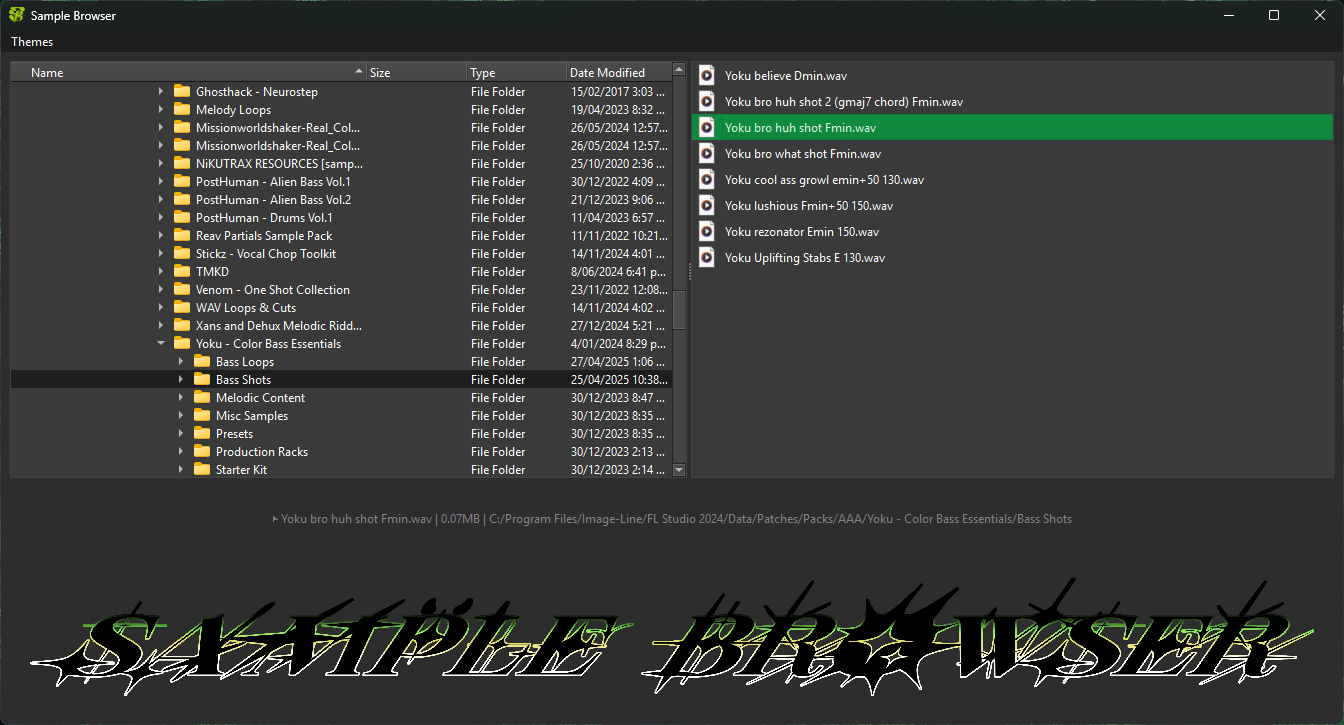 Sample Browser
Themes
Name Size Type Date Modified
Ghosthack - Neurostep File Folder 15/02/2017 3:03 ...
Melody Loops File Folder 19/04/2023 8:32 ...
Missionworldshaker-Real_Col... File Folder 26/05/2024 12:57...
Missionworldshaker-Real_Col... File Folder 26/05/2024 12:57...
NiKUTRAX RESOURCES [samp... File Folder 25/10/2020 2:36 ...
PostHuman - Alien Bass Vol.1 File Folder 30/12/2022 4:09 ...
PostHuman - Alien Bass Vol.2 File Folder 21/12/2023 9:06 ...
PostHuman - Drums Vol.1 File Folder 11/04/2023 6:57 ...
Reav Partials Sample Pack File Folder 11/11/2022 10:21...
Stickz - Vocal Chop Toolkit File Folder 14/11/2024 4:01 ...
TMKD File Folder 8/06/2024 6:41 p...
Venom - One Shot Collection File Folder 23/11/2022 12:08...
WAV Loops & Cuts File Folder 14/11/2024 4:02 ...
Xans and Dehux Melodic Ridd... File Folder 27/12/2024 5:21 ...
Yoku - Color Bass Essentials File Folder 4/01/2024 8:29 p...
Bass Loops File Folder 27/04/2025 1:06 ...
Bass Shots File Folder 25/04/2025 10:38...
Melodic Content File Folder 30/12/2023 8:47 ...
Misc Samples File Folder 30/12/2023 8:35 ...
Presets File Folder 30/12/2023 8:35 ...
Production Racks File Folder 30/12/2023 2:13 ...
Starter Kit File Folder 30/12/2023 2:14 ...
Yoku believe Dmin.wav
Yoku bro huh shot 2 (gmaj7 chord) Fmin.wav
Yoku bro huh shot Fmin.wav
Yoku bro what shot Fmin.wav
Yoku cool ass growl emin+50 130.wav
Yoku lushious Fmin+50 150.wav
Yoku rezonator Emin 150.wav
Yoku Uplifting Stabs E 130.wav
Yoku bro huh shot Fmin.wav | 0.07MB | C:/Program Files/Image-Line/FL Studio 2024/Data/Patches/Packs/AAA/Yoku - Color Bass Essentials/Bass Shots
SAMPLE BROWSER